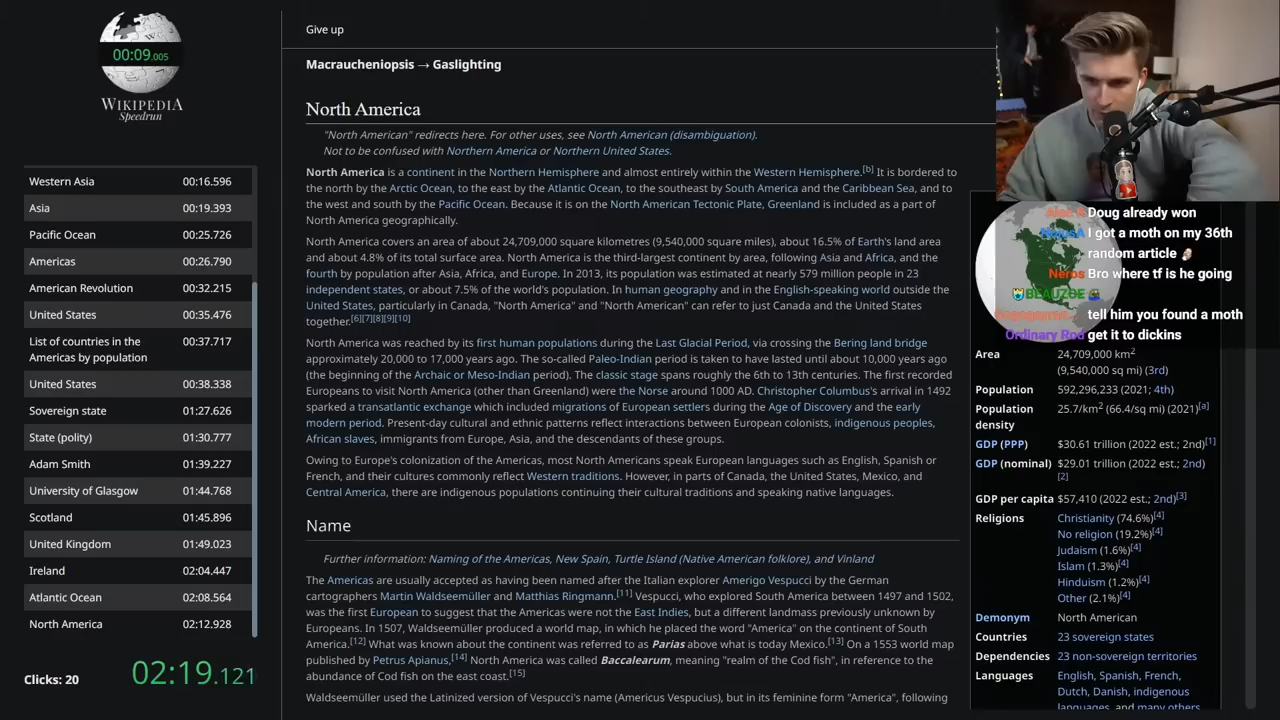 00:09.005
WIKIPEDIA
Speedrun
Western Asia 00:16.596
Asia 00:19.393
Pacific Ocean 00:25.726
Americas 00:26.790
American Revolution 00:32.215
United States 00:35.476
List of countries in the
Americas by population 00:37.717
United States 00:38.338
Sovereign state 01:27.626
State (polity) 01:30.777
Adam Smith 01:39.227
University of Glasgow 01:44.768
Scotland 01:45.896
United Kingdom 01:49.023
Ireland 02:04.447
Atlantic Ocean 02:08.564
North America 02:12.928
Clicks: 20 02:19.121
Give up
Macraucheniopsis → Gaslighting
North America
"North American" redirects here. For other uses, see North American (disambiguation).
Not to be confused with Northern America or Northern United States.
North America is a continent in the Northern Hemisphere and almost entirely within the Western Hemisphere.[b] It is bordered to
the north by the Arctic Ocean, to the east by the Atlantic Ocean, to the southeast by South America and the Caribbean Sea, and to
the west and south by the Pacific Ocean. Because it is on the North American Tectonic Plate, Greenland is included as a part of
North America geographically.
North America covers an area of about 24,709,000 square kilometres (9,540,000 square miles), about 16.5% of Earth's land area
and about 4.8% of its total surface area. North America is the third-largest continent by area, following Asia and Africa, and the
fourth by population after Asia, Africa, and Europe. In 2013, its population was estimated at nearly 579 million people in 23
independent states, or about 7.5% of the world's population. In human geography and in the English-speaking world outside the
United States, particularly in Canada, "North America" and "North American" can refer to just Canada and the United States
together.[6][7][8][9][10]
North America was reached by its first human populations during the Last Glacial Period, via crossing the Bering land bridge
approximately 20,000 to 17,000 years ago. The so-called Paleo-Indian period is taken to have lasted until about 10,000 years ago
(the beginning of the Archaic or Meso-Indian period). The classic stage spans roughly the 6th to 13th centuries. The first recorded
Europeans to visit North America (other than Greenland) were the Norse around 1000 AD. Christopher Columbus's arrival in 1492
sparked a transatlantic exchange which included migrations of European settlers during the Age of Discovery and the early
modern period. Present-day cultural and ethnic patterns reflect interactions between European colonists, indigenous peoples,
African slaves, immigrants from Europe, Asia, and the descendants of these groups.
Owing to Europe's colonization of the Americas, most North Americans speak European languages such as English, Spanish or
French, and their cultures commonly reflect Western traditions. However, in parts of Canada, the United States, Mexico, and
Central America, there are indigenous populations continuing their cultural traditions and speaking native languages.
Name
Further information: Naming of the Americas, New Spain, Turtle Island (Native American folklore), and Vinland
The Americas are usually accepted as having been named after the Italian explorer Amerigo Vespucci by the German
cartographers Martin Waldseemüller and Matthias Ringmann.[11] Vespucci, who explored South America between 1497 and 1502,
was the first European to suggest that the Americas were not the East Indies, but a different landmass previously unknown by
Europeans. In 1507, Waldseemüller produced a world map, in which he placed the word "America" on the continent of South
America.[12] What was known about the continent was referred to as Parias above what is today Mexico.[13] On a 1553 world map
published by Petrus Apianus,[14] North America was called Baccalearum, meaning "realm of the Cod fish", in reference to the
abundance of Cod fish on the east coast.[15]
Waldseemüller used the Latinized version of Vespucci's name (Americus Vespucius), but in its feminine form "America", following
Doug already won
I got a moth on my 36th
random article
Neros Bro where tf is he going
BEAUZOE
tell him you found a moth
Ordinary Rod get it to dickins
Area 24,709,000 km2
(9,540,000 sq mi) (3rd)
Population 592,296,233 (2021; 4th)
Population 25.7/km2 (66.4/sq mi) (2021)[a]
density
GDP (PPP) $30.61 trillion (2022 est.; 2nd)[1]
GDP (nominal) $29.01 trillion (2022 est.; 2nd)
[2]
GDP per capita $57,410 (2022 est.; 2nd)[3]
Religions Christianity (74.6%)[4]
No religion (19.2%)[4]
Judaism (1.6%)[4]
Islam (1.3%)[4]
Hinduism (1.2%)[4]
Other (2.1%)[4]
Demonym North American
Countries 23 sovereign states
Dependencies 23 non-sovereign territories
Languages English, Spanish, French,
Dutch, Danish, indigenous
languages, and many others